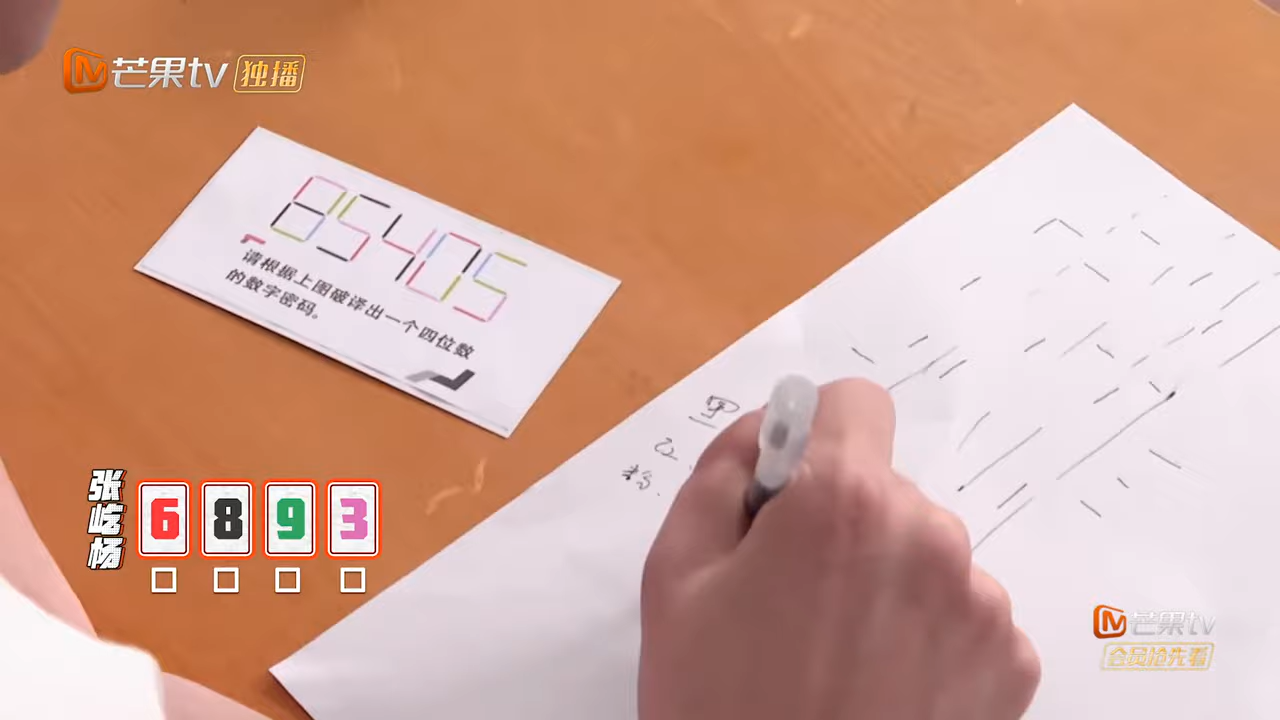 芒果tv 独播
85405
请根据上图破译出一个四位数
的数字密码。
黑
粉.
张屹杨
6 8 9 3
芒果tv
会员抢先看